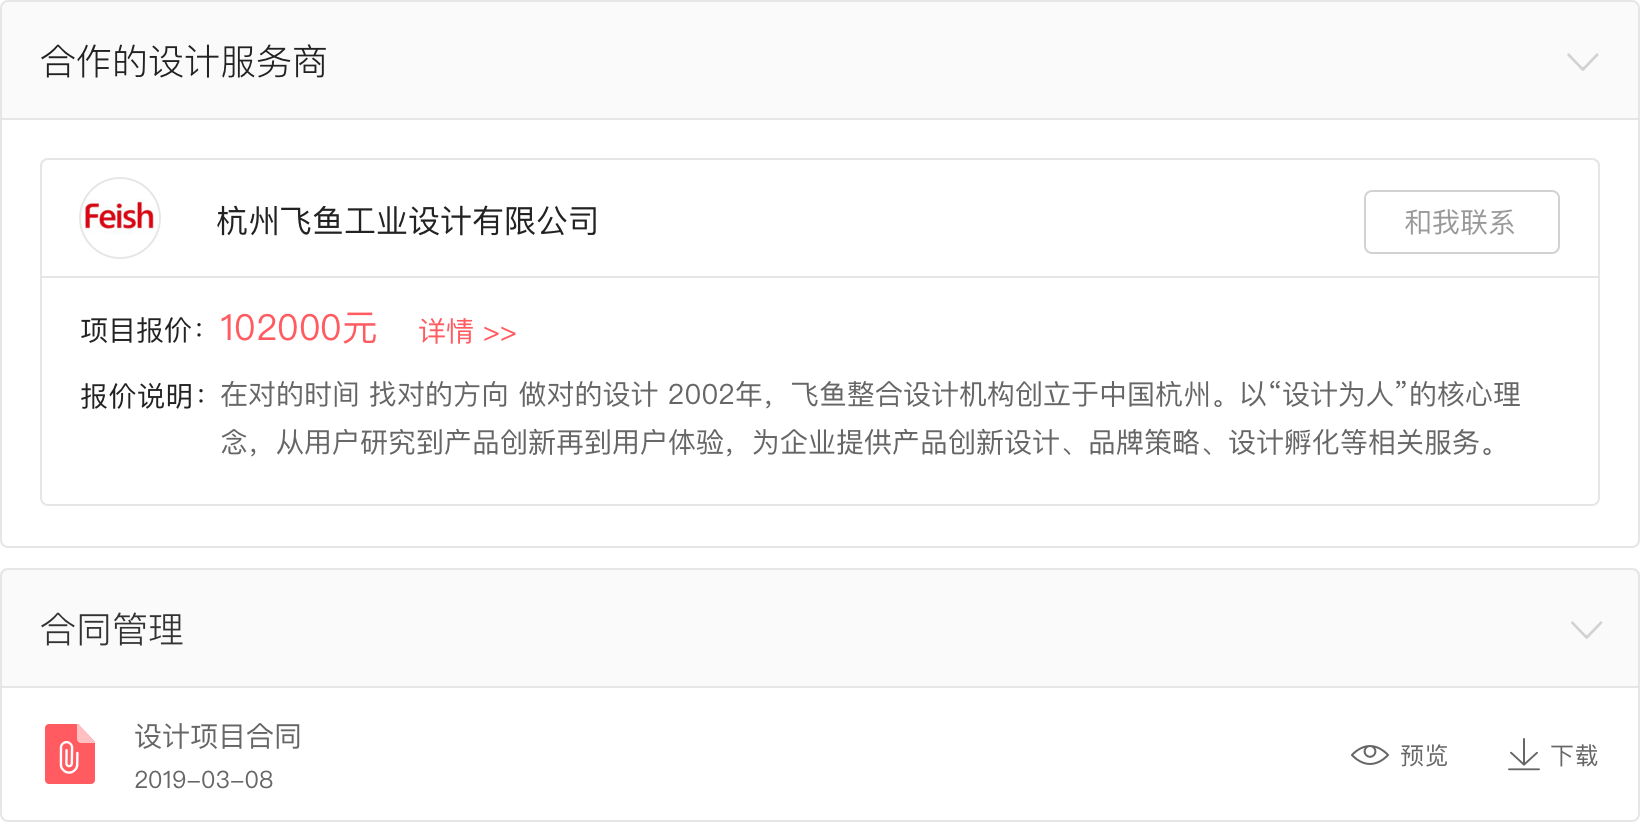 合作的设计服务商
Feish
杭州飞鱼工业设计有限公司
和我联系
项目报价：102000元 详情 >>
报价说明：在对的时间 找对的方向 做对的设计 2002年，飞鱼整合设计机构创立于中国杭州。以“设计为人”的核心理
念，从用户研究到产品创新再到用户体验，为企业提供产品创新设计、品牌策略、设计孵化等相关服务。
合同管理
设计项目合同
2019-03-08
预览
下载